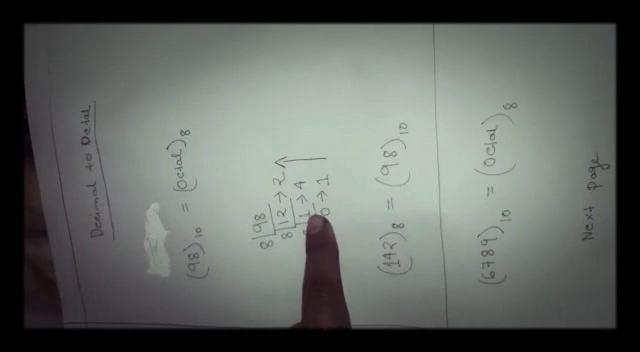 Decimal to Octal
(98)10 = (Octal)8
8|98
8|12→2
1→4
0→1
(142)8 = (98)10
(6789)10 = (Octal)8
Next page